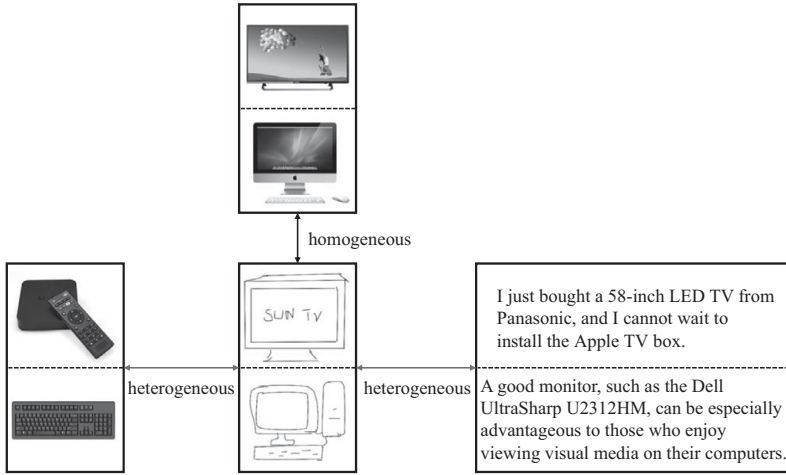 homogeneous
SUN TV
I just bought a 58-inch LED TV from
Panasonic, and I cannot wait to
install the Apple TV box.
heterogeneous
heterogeneous
A good monitor, such as the Dell
UltraSharp U2312HM, can be especially
advantageous to those who enjoy
viewing visual media on their computers.